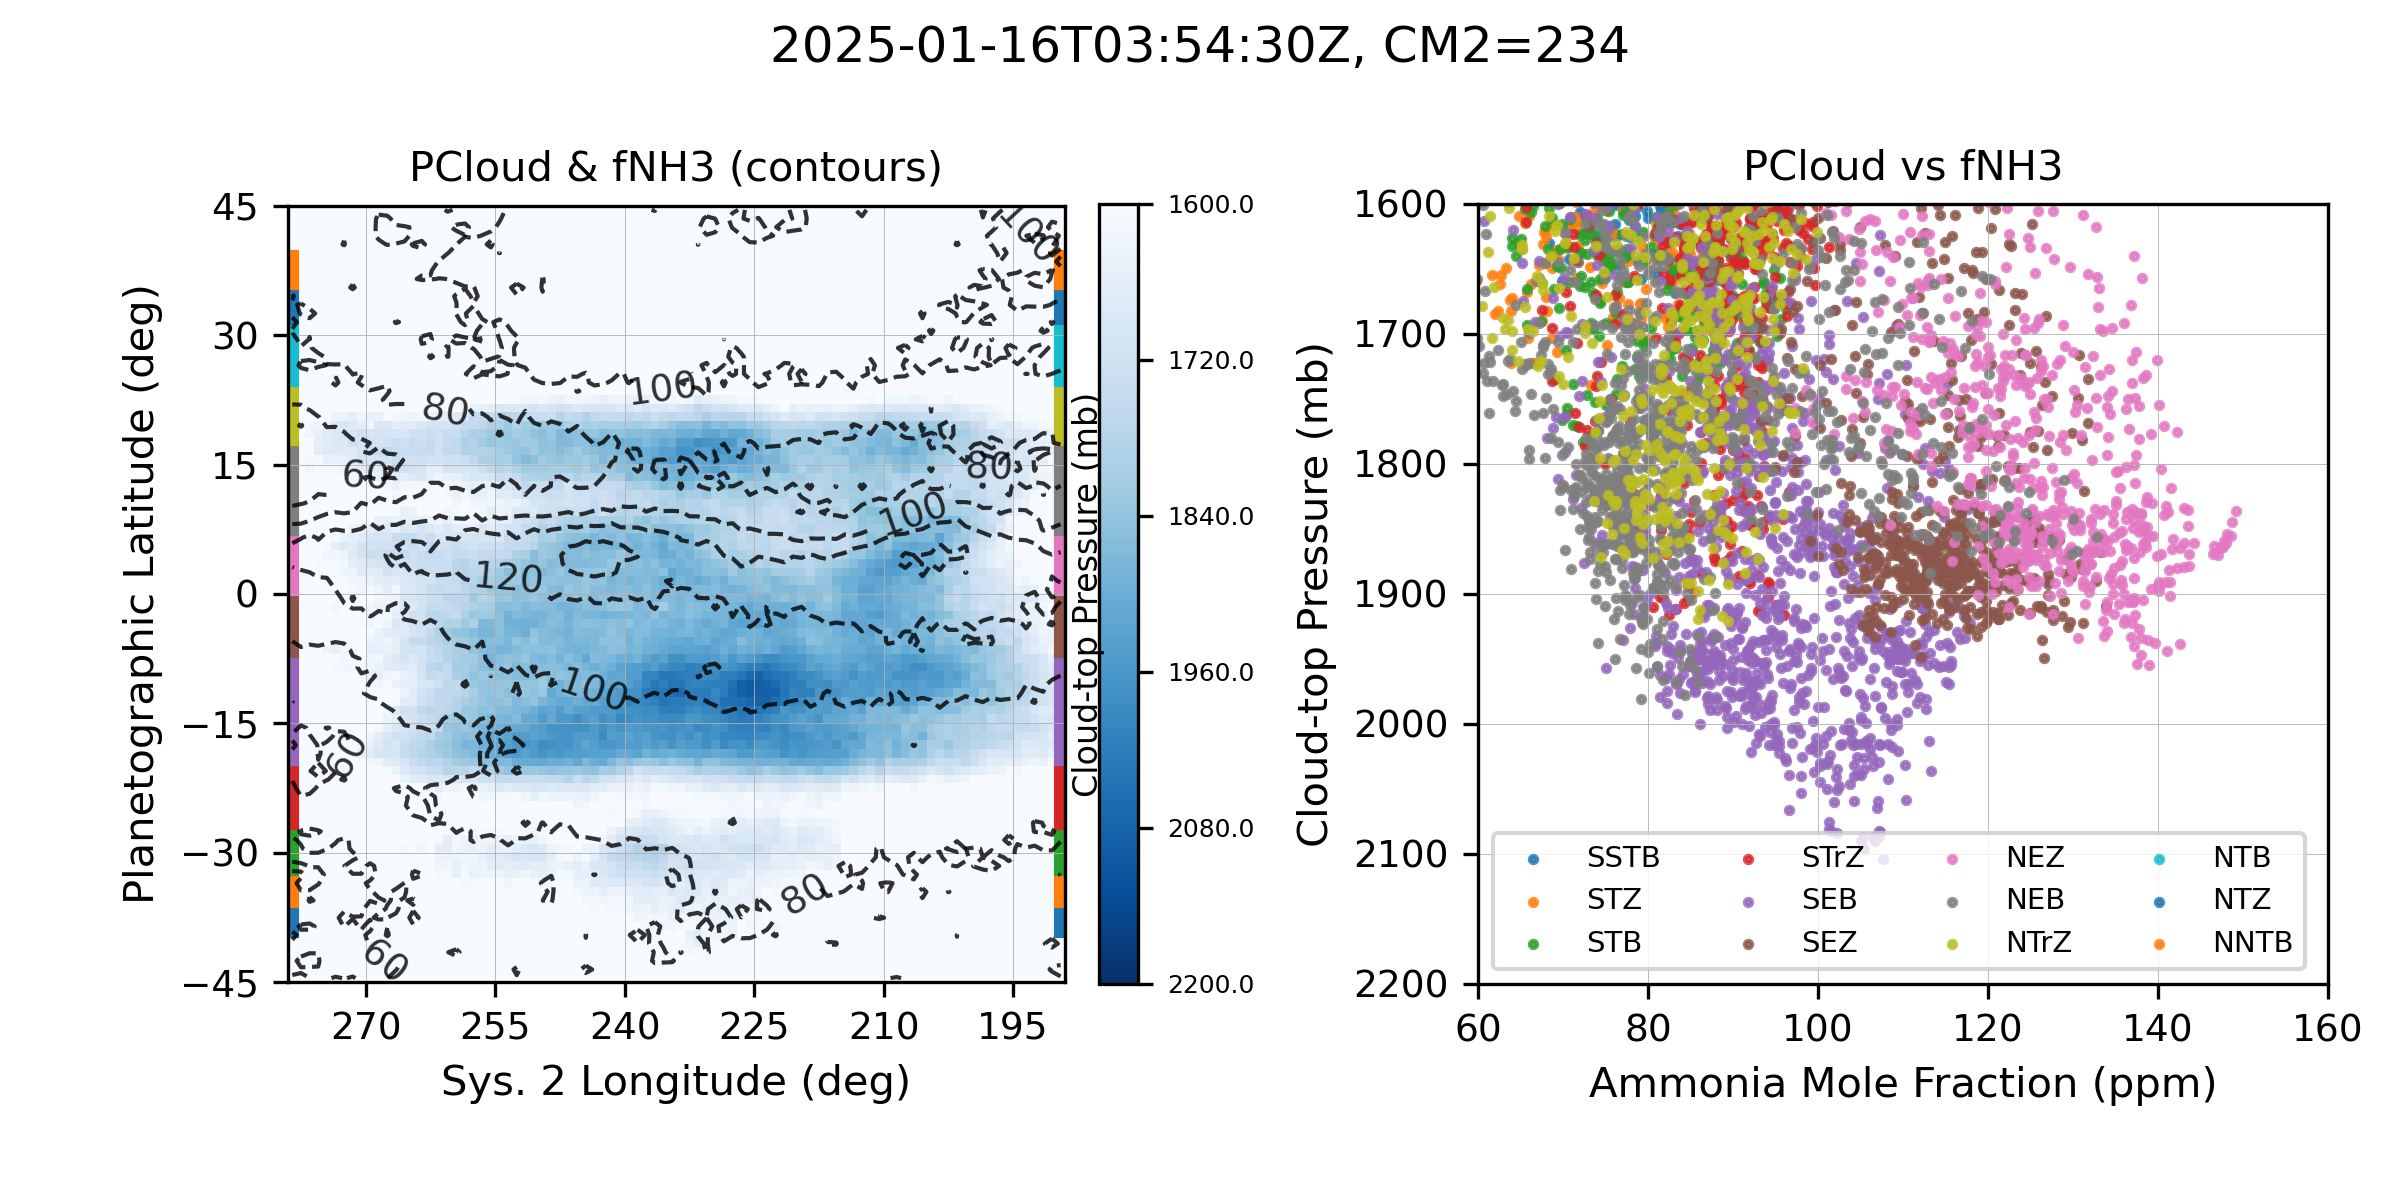 2025-01-16T03:54:30Z, CM2=234
PCloud & fNH3 (contours)
45
30
15
0
−15
−30
−45
Planetographic Latitude (deg)
100
100
80
60
80
100
120
100
60
80
60
270
255
240
225
210
195
Sys. 2 Longitude (deg)
1600.0
1720.0
1840.0
1960.0
2080.0
2200.0
Cloud-top Pressure (mb)
PCloud vs fNH3
1600
1700
1800
1900
2000
2100
2200
Cloud-top Pressure (mb)
SSTB
STZ
STB
STrZ
SEB
SEZ
NEZ
NEB
NTrZ
NTB
NTZ
NNTB
60
80
100
120
140
160
Ammonia Mole Fraction (ppm)